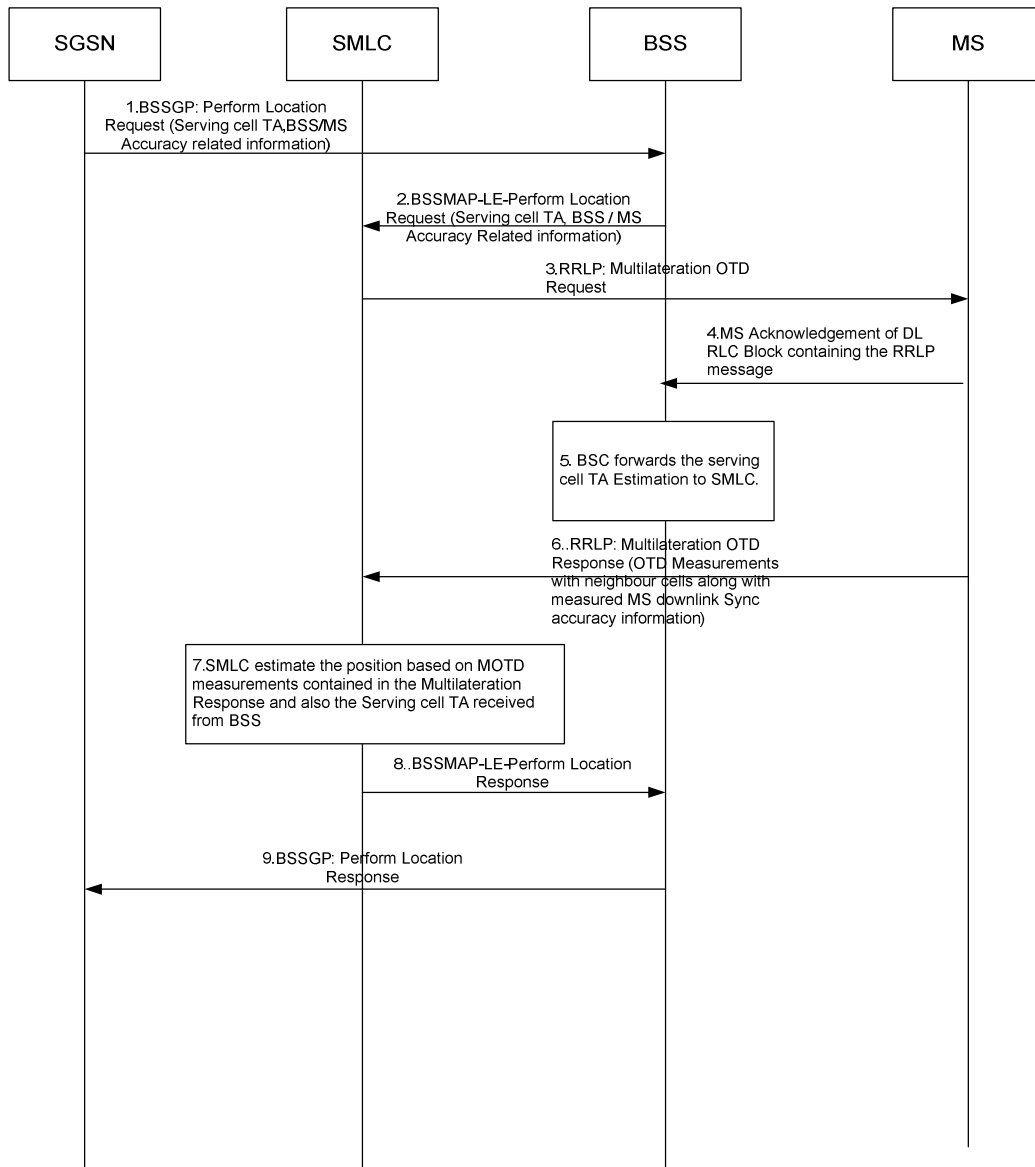 SGSN
SMLC
BSS
MS
1.BSSGP: Perform Location
Request (Serving cell TA,BSS/MS
Accuracy related information)
2.BSSMAP-LE-Perform Location
Request (Serving cell TA, BSS / MS
Accuracy Related information)
3.RRLP: Multilateration OTD
Request
4.MS Acknowledgement of DL
RLC Block containing the RRLP
message
5. BSC forwards the serving
cell TA Estimation to SMLC.
6..RRLP: Multilateration OTD
Response (OTD Measurements
with neighbour cells along with
measured MS downlink Sync
accuracy information)
7.SMLC estimate the position based on MOTD
measurements contained in the Multilateration
Response and also the Serving cell TA received
from BSS
8..BSSMAP-LE-Perform Location
Response
9.BSSGP: Perform Location
Response